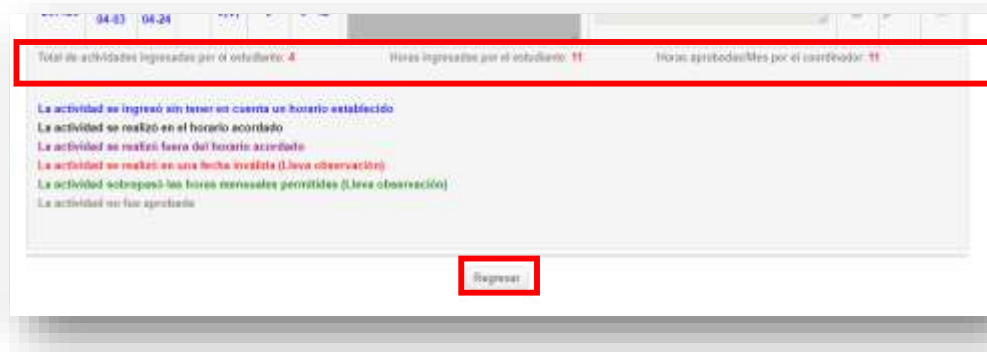 04-03 04-24
Total de actividades ingresadas por el estudiante: 4 Horas ingresadas por el estudiante: 11 Horas aprobadas/Mes por el coordinador: 11
La actividad se ingresó sin tener en cuenta un horario establecido
La actividad se realizó en el horario acordado
La actividad se realizó fuera del horario acordado
La actividad se realizó en una fecha inválida (Lleva observación)
La actividad sobrepasó las horas mensuales permitidas (Lleva observación)
La actividad no fue aprobada
Regresar